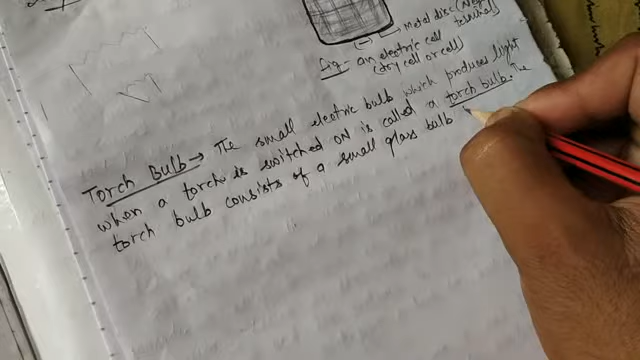 Metal disc (Neg
terminal)
fig- an electric cell
(dry cell or cell)
Torch Bulb → The small electric bulb which produces light
when a torch is switched ON is called a torch bulb. The
torch bulb consists of a small glass bulb